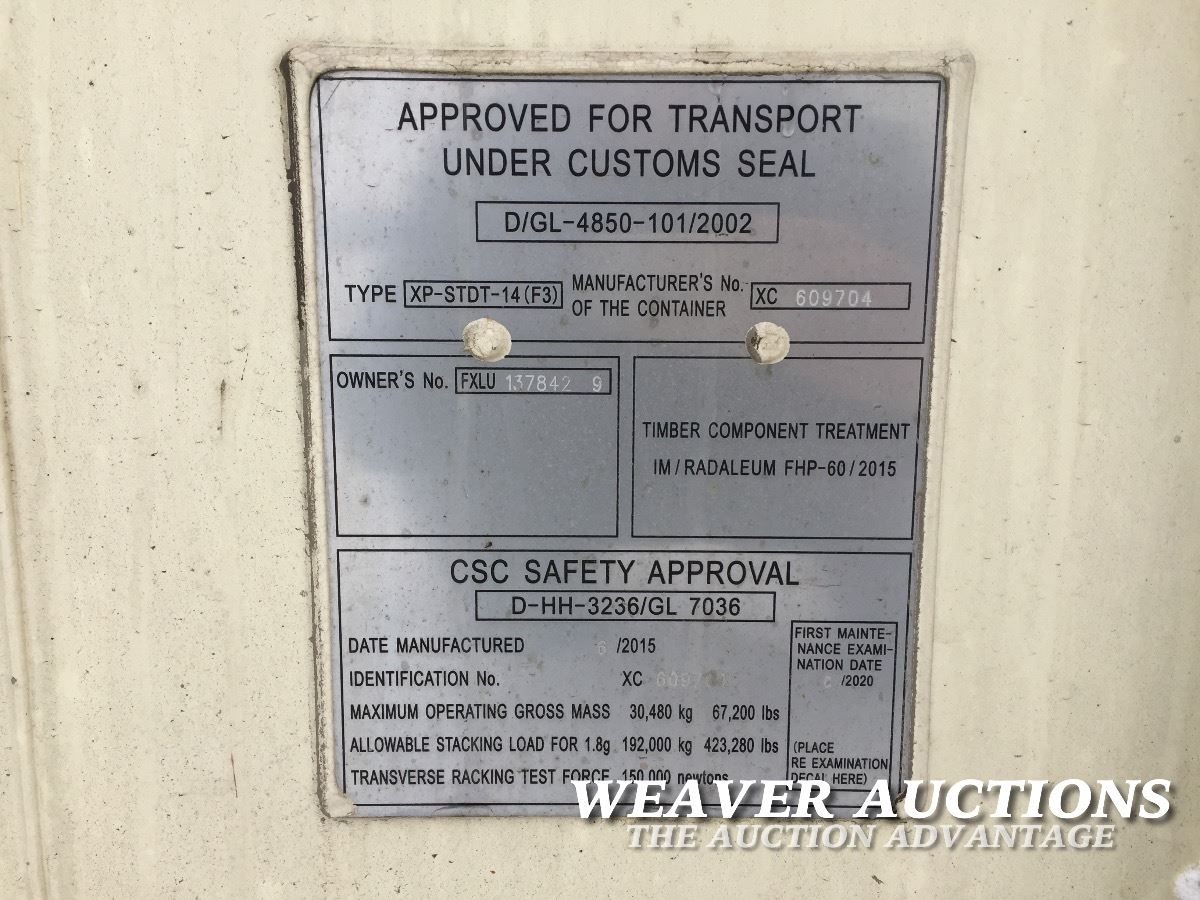 APPROVED FOR TRANSPORT
UNDER CUSTOMS SEAL
D/GL-4850-101/2002
TYPE XP-STDT-14(F3)
MANUFACTURER'S No.
OF THE CONTAINER
XC 609704
OWNER'S No. FXLU 137842 9
TIMBER COMPONENT TREATMENT
IM/RADALEUM FHP-60/2015
CSC SAFETY APPROVAL
D-HH-3236/GL 7036
DATE MANUFACTURED 6 /2015
IDENTIFICATION No. XC 609704
MAXIMUM OPERATING GROSS MASS 30,480 kg 67,200 lbs
ALLOWABLE STACKING LOAD FOR 1.8g 192,000 kg 423,280 lbs
TRANSVERSE RACKING TEST FORCE 150,000 newtons
FIRST MAINTE-
NANCE EXAMI-
NATION DATE
/2020
(PLACE
RE EXAMINATION
DECAL HERE)
WEAVER AUCTIONS
THE AUCTION ADVANTAGE